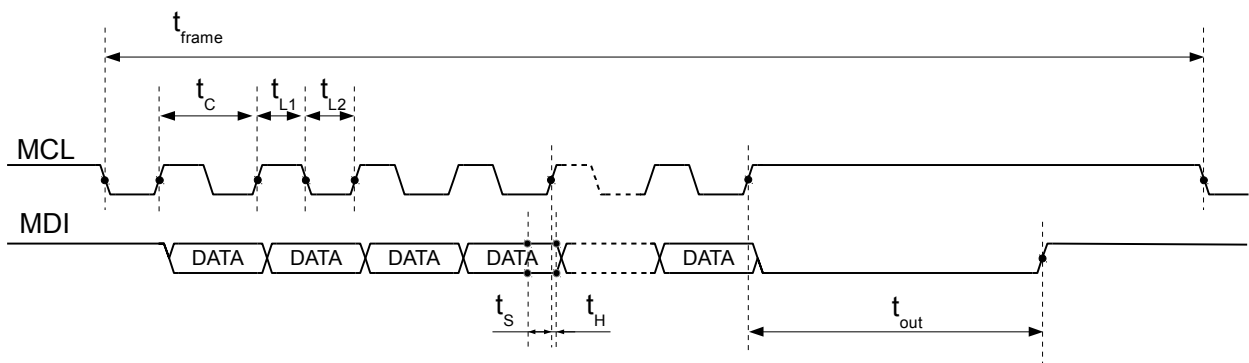 t_frame
t_C t_L1 t_L2
MCL
MDI
DATA DATA DATA DATA DATA
t_S t_H t_out